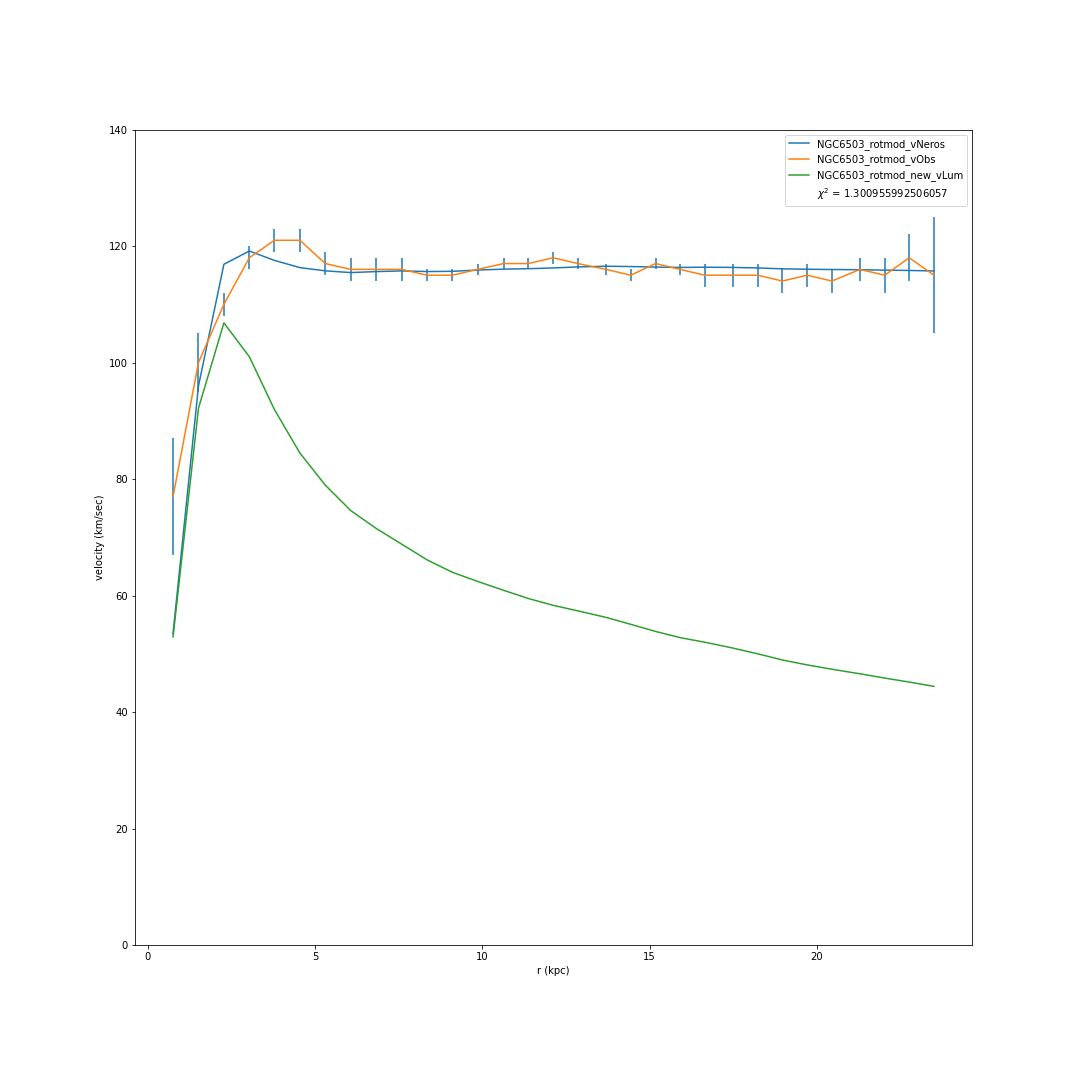 NGC6503_rotmod_vNeros
NGC6503_rotmod_vObs
NGC6503_rotmod_new_vLum
χ² = 1.300955992506057
140
120
100
80
60
40
20
0
velocity (km/sec)
0 5 10 15 20
r (kpc)